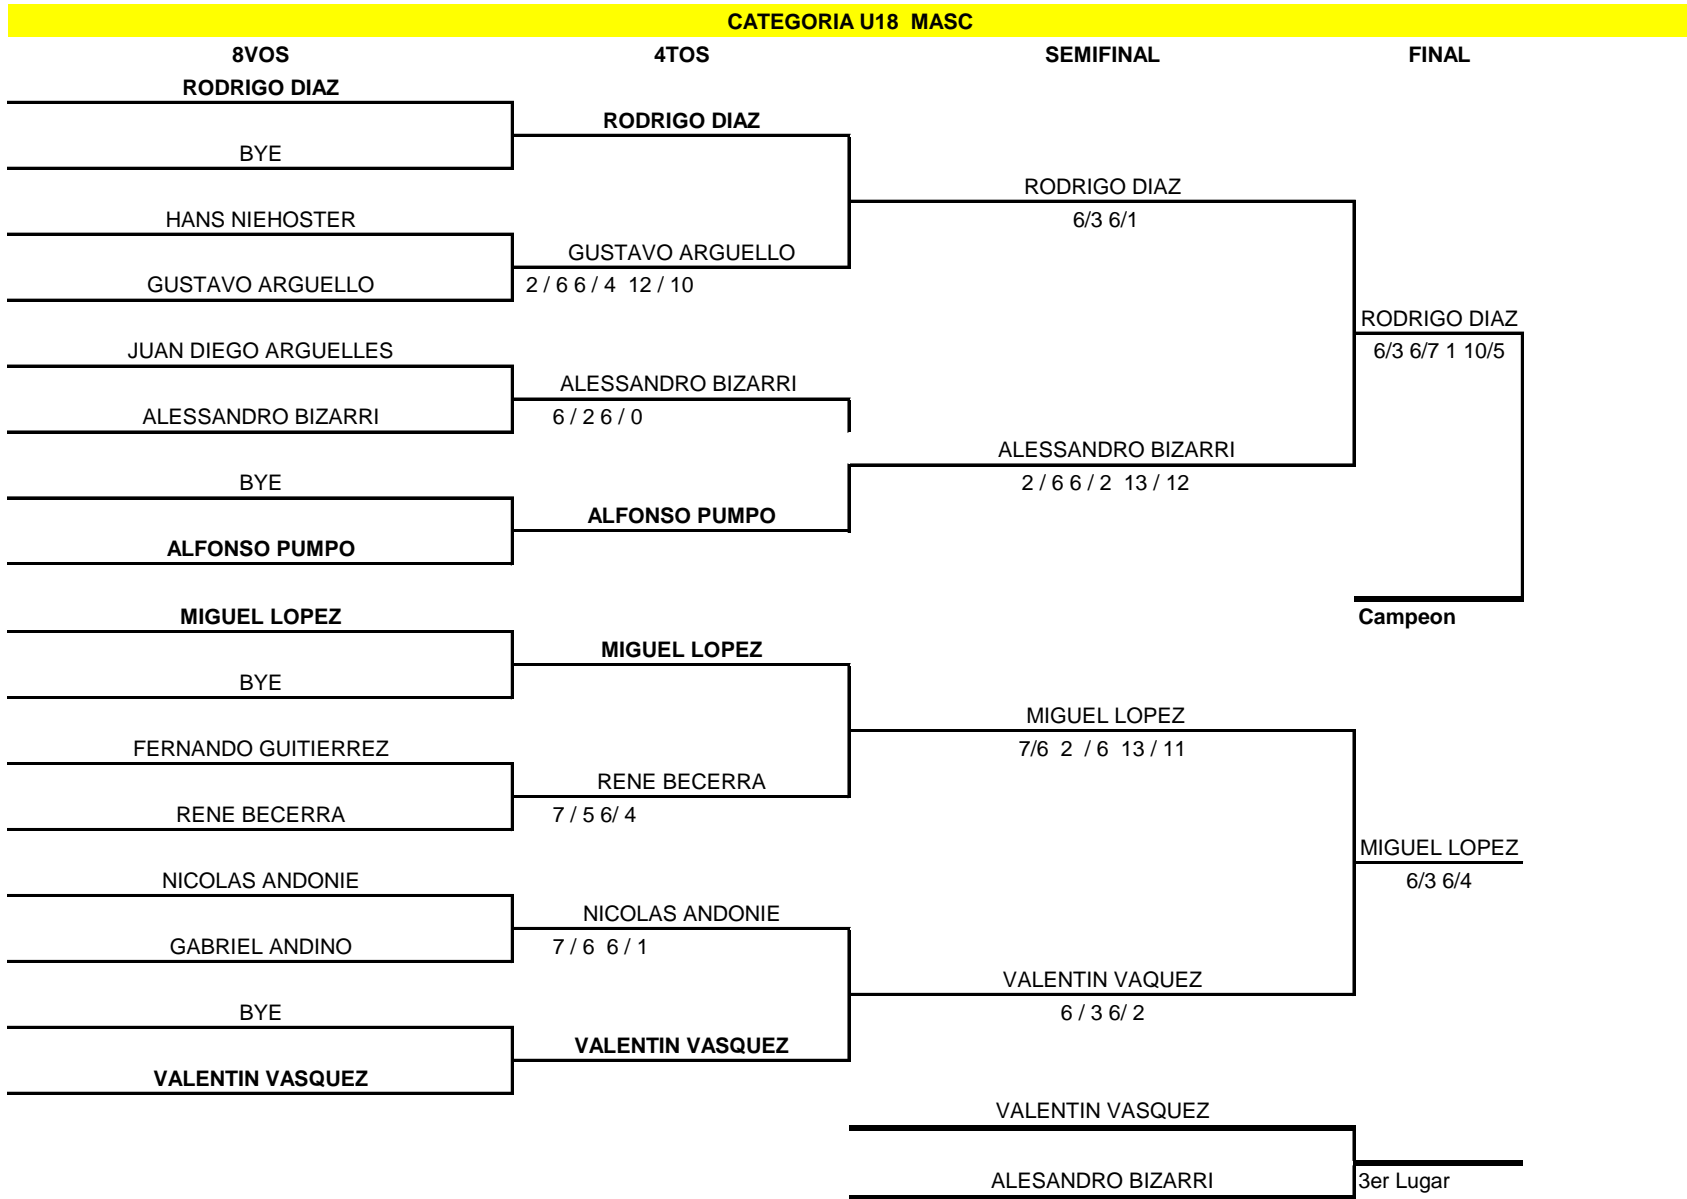 CATEGORIA U18 MASC
8VOS 4TOS SEMIFINAL FINAL
RODRIGO DIAZ
RODRIGO DIAZ
BYE
RODRIGO DIAZ
HANS NIEHOSTER 6/3 6/1
GUSTAVO ARGUELLO
GUSTAVO ARGUELLO 2 / 6 6 / 4 12 / 10
RODRIGO DIAZ
JUAN DIEGO ARGUELLES 6/3 6/7 1 10/5
ALESSANDRO BIZARRI
ALESSANDRO BIZARRI 6 / 2 6 / 0
ALESSANDRO BIZARRI
BYE 2 / 6 6 / 2 13 / 12
ALFONSO PUMPO
ALFONSO PUMPO
MIGUEL LOPEZ Campeon
MIGUEL LOPEZ
BYE
MIGUEL LOPEZ
FERNANDO GUITIERREZ 7/6 2 / 6 13 / 11
RENE BECERRA
RENE BECERRA 7 / 5 6/ 4
MIGUEL LOPEZ
NICOLAS ANDONIE 6/3 6/4
NICOLAS ANDONIE
GABRIEL ANDINO 7 / 6 6 / 1
VALENTIN VAQUEZ
BYE 6 / 3 6/ 2
VALENTIN VASQUEZ
VALENTIN VASQUEZ
VALENTIN VASQUEZ
ALESANDRO BIZARRI 3er Lugar